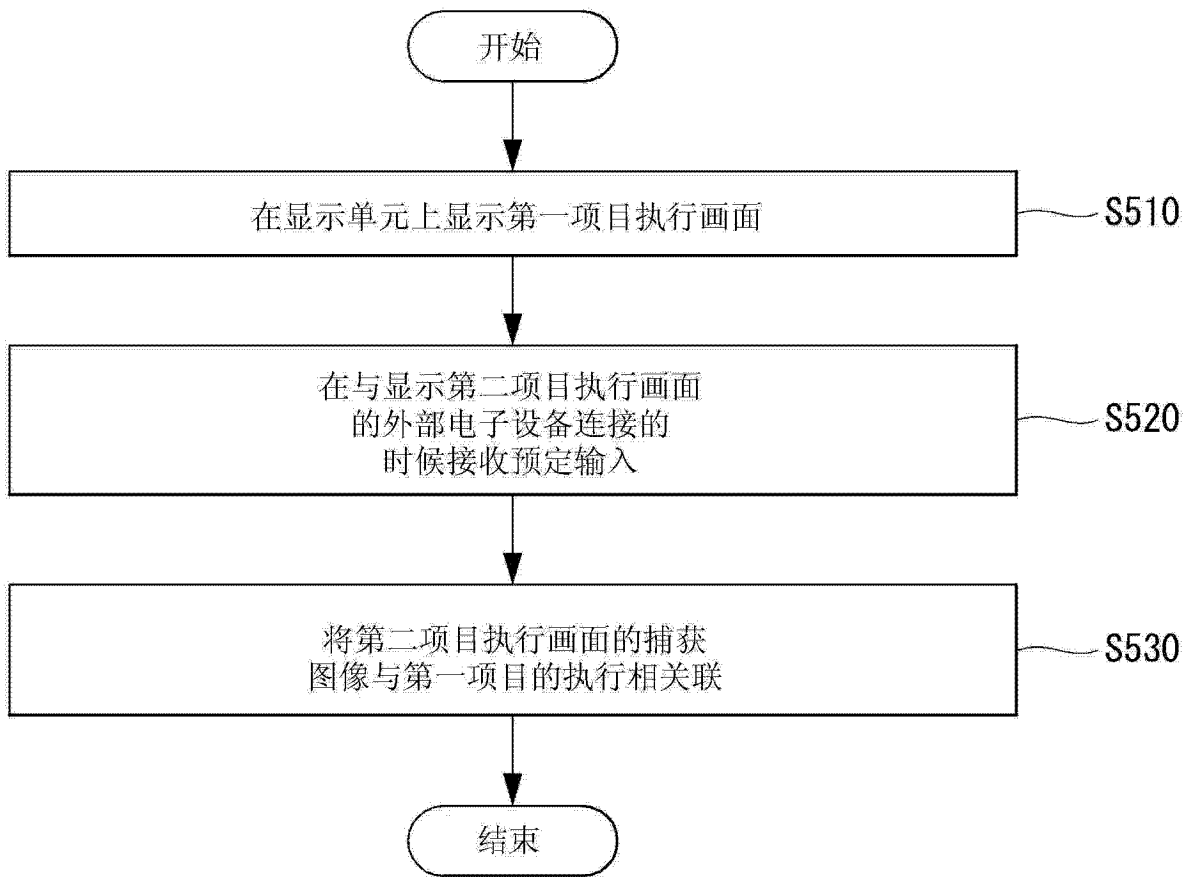 开始
在显示单元上显示第一项目执行画面
S510
在与显示第二项目执行画面
的外部电子设备连接的
时候接收预定输入
S520
将第二项目执行画面的捕获
图像与第一项目的执行相关联
S530
结束